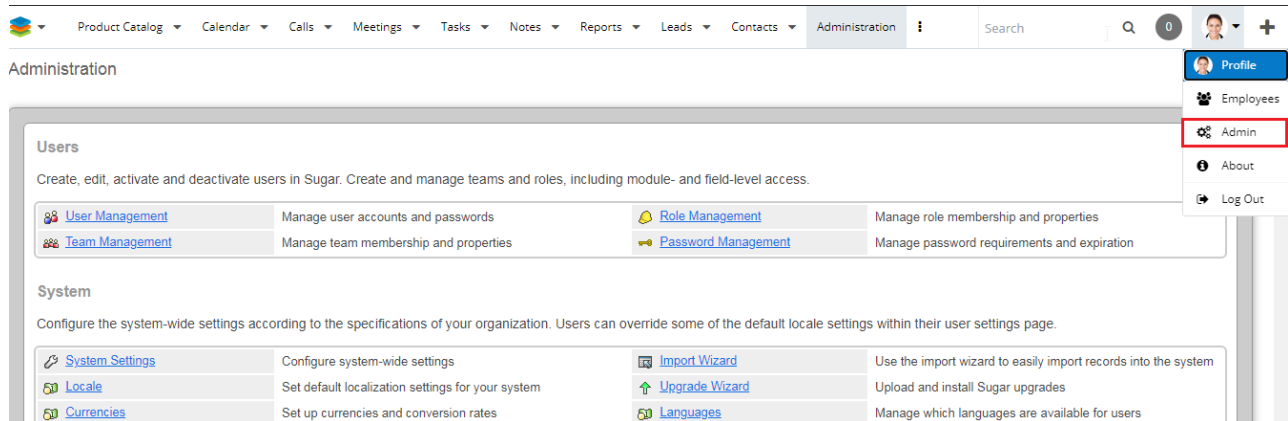 Product Catalog Calendar Calls Meetings Tasks Notes Reports Leads Contacts Administration Search 0
Administration
Profile
Employees
Admin
About
Log Out
Users
Create, edit, activate and deactivate users in Sugar. Create and manage teams and roles, including module- and field-level access.
User Management Manage user accounts and passwords Role Management Manage role membership and properties
Team Management Manage team membership and properties Password Management Manage password requirements and expiration
System
Configure the system-wide settings according to the specifications of your organization. Users can override some of the default locale settings within their user settings page.
System Settings Configure system-wide settings Import Wizard Use the import wizard to easily import records into the system
Locale Set default localization settings for your system Upgrade Wizard Upload and install Sugar upgrades
Currencies Set up currencies and conversion rates Languages Manage which languages are available for users